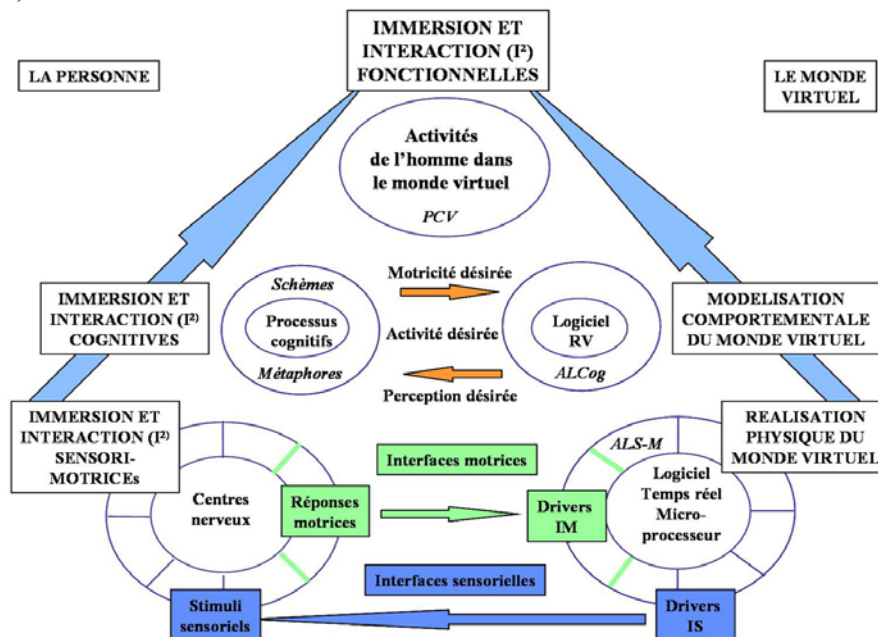 IMMERSION ET
INTERACTION (I²)
FONCTIONNELLES
LA PERSONNE
LE MONDE
VIRTUEL
Activités
de l'homme dans
le monde virtuel
PCV
IMMERSION ET
INTERACTION (I²)
COGNITIVES
Schèmes
Processus
cognitifs
Métaphores
Motricité désirée
Activité désirée
Perception désirée
Logiciel
RV
ALCog
MODELISATION
COMPORTEMENTALE
DU MONDE VIRTUEL
IMMERSION ET
INTERACTION (I²)
SENSORI-
MOTRICEs
Centres
nerveux
Réponses
motrices
Interfaces motrices
Drivers
IM
ALS-M
Logiciel
Temps réel
Micro-
processeur
REALISATION
PHYSIQUE DU
MONDE VIRTUEL
Interfaces sensorielles
Stimuli
sensoriels
Drivers
IS